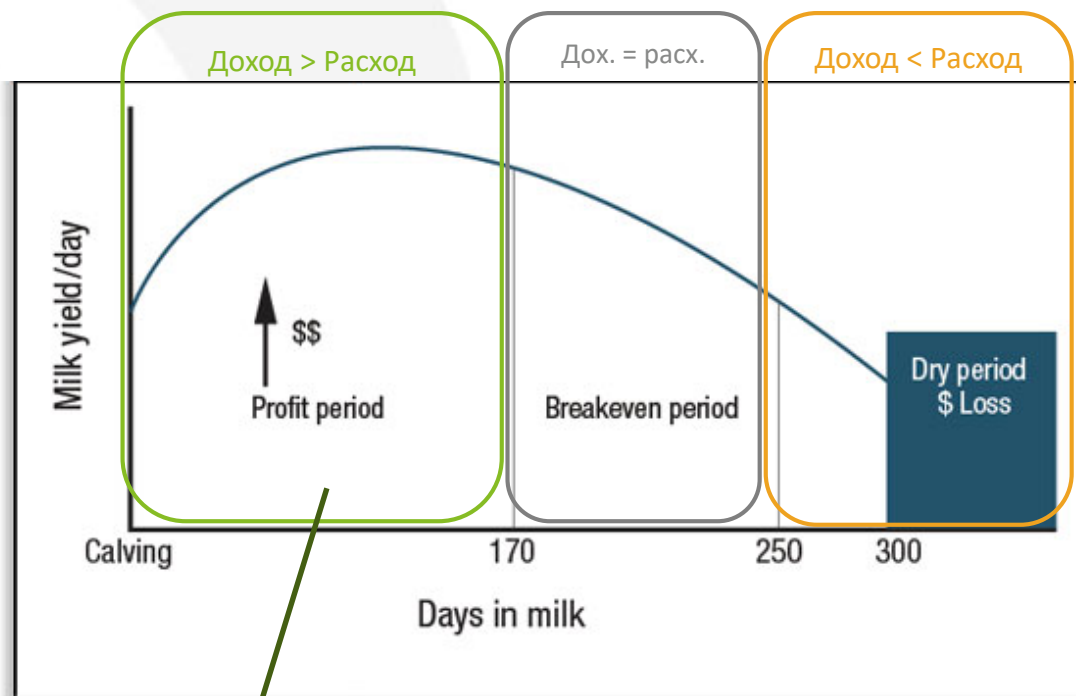 Доход > Расход
Дох. = расх.
Доход < Расход
Milk yield/day
$$
Profit period
Breakeven period
Dry period
$ Loss
Calving
170
250
300
Days in milk